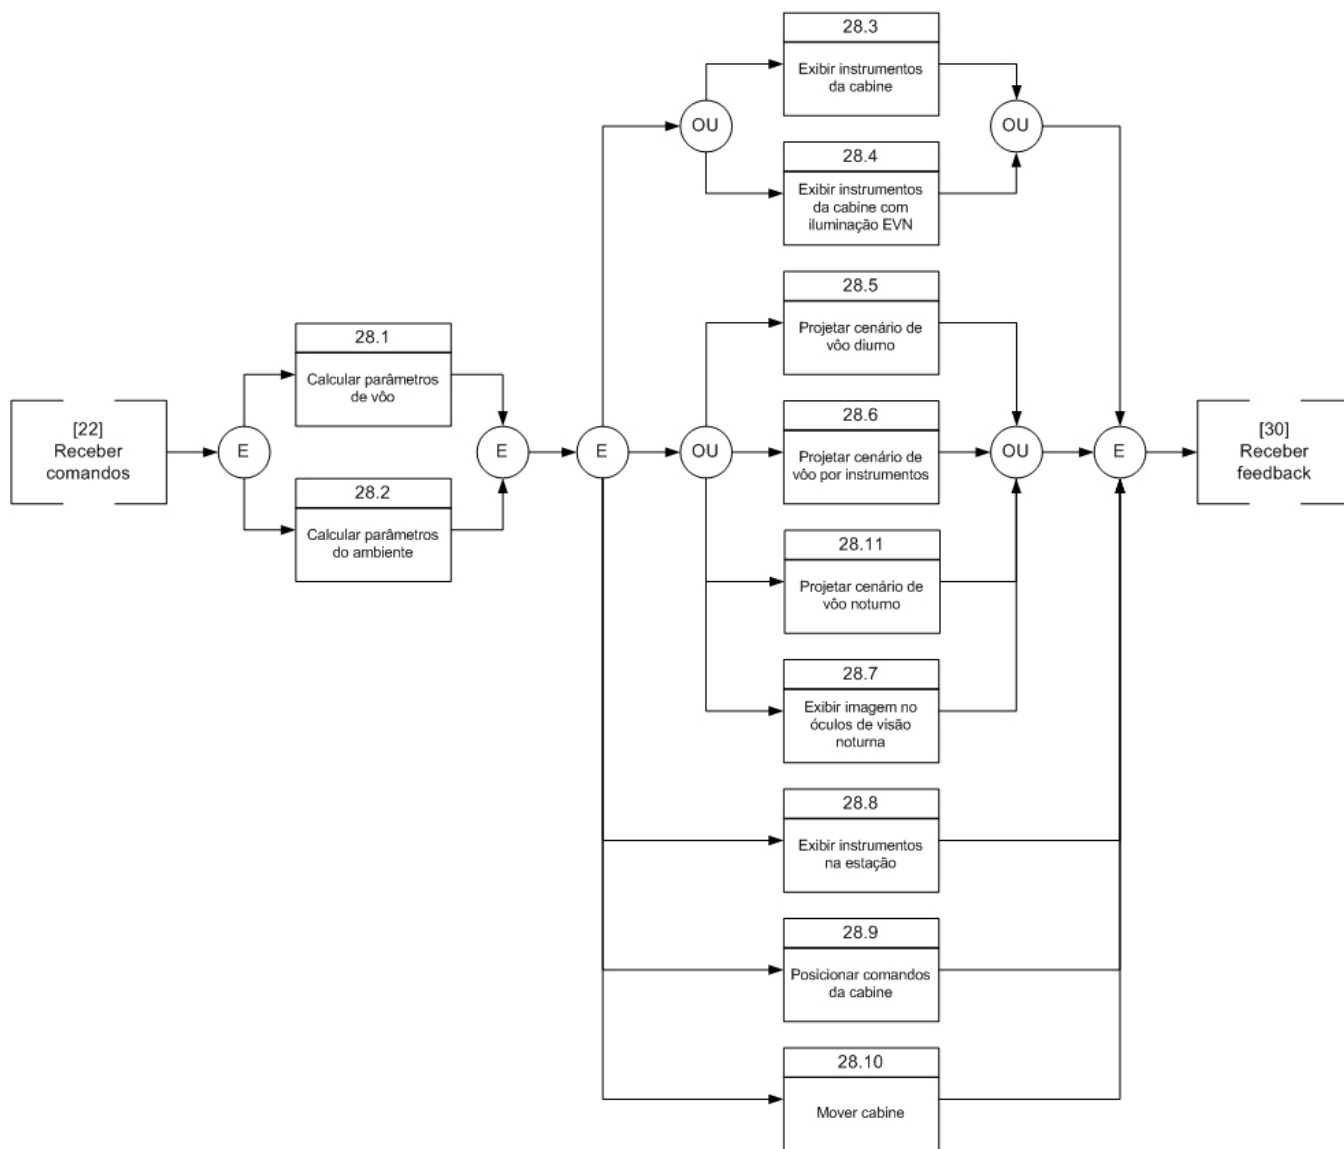 [22]
Receber
comandos
E
28.1
Calcular parâmetros
de vôo
28.2
Calcular parâmetros
do ambiente
E
E
OU
28.3
Exibir instrumentos
da cabine
28.4
Exibir instrumentos
da cabine com
iluminação EVN
OU
OU
28.5
Projetar cenário de
vôo diurno
28.6
Projetar cenário de
vôo por instrumentos
28.11
Projetar cenário de
vôo noturno
28.7
Exibir imagem no
óculos de visão
noturna
OU
28.8
Exibir instrumentos
na estação
28.9
Posicionar comandos
da cabine
28.10
Mover cabine
E
[30]
Receber
feedback